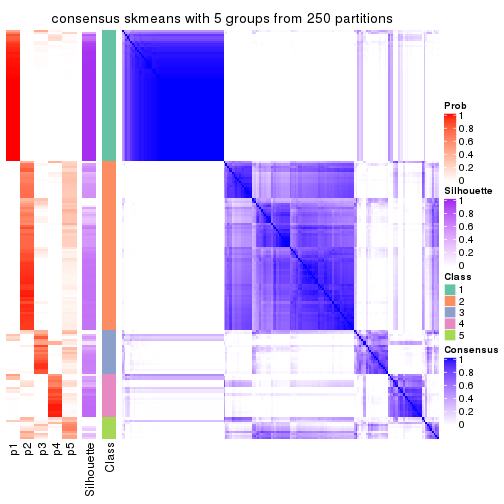 consensus skmeans with 5 groups from 250 partitions
Prob
1
0.8
0.6
0.4
0.2
0
Silhouette
1
0.8
0.6
0.4
0.2
0
Class
1
2
3
4
5
Consensus
1
0.8
0.6
0.4
0.2
0
p1
p2
p3
p4
p5
Silhouette
Class